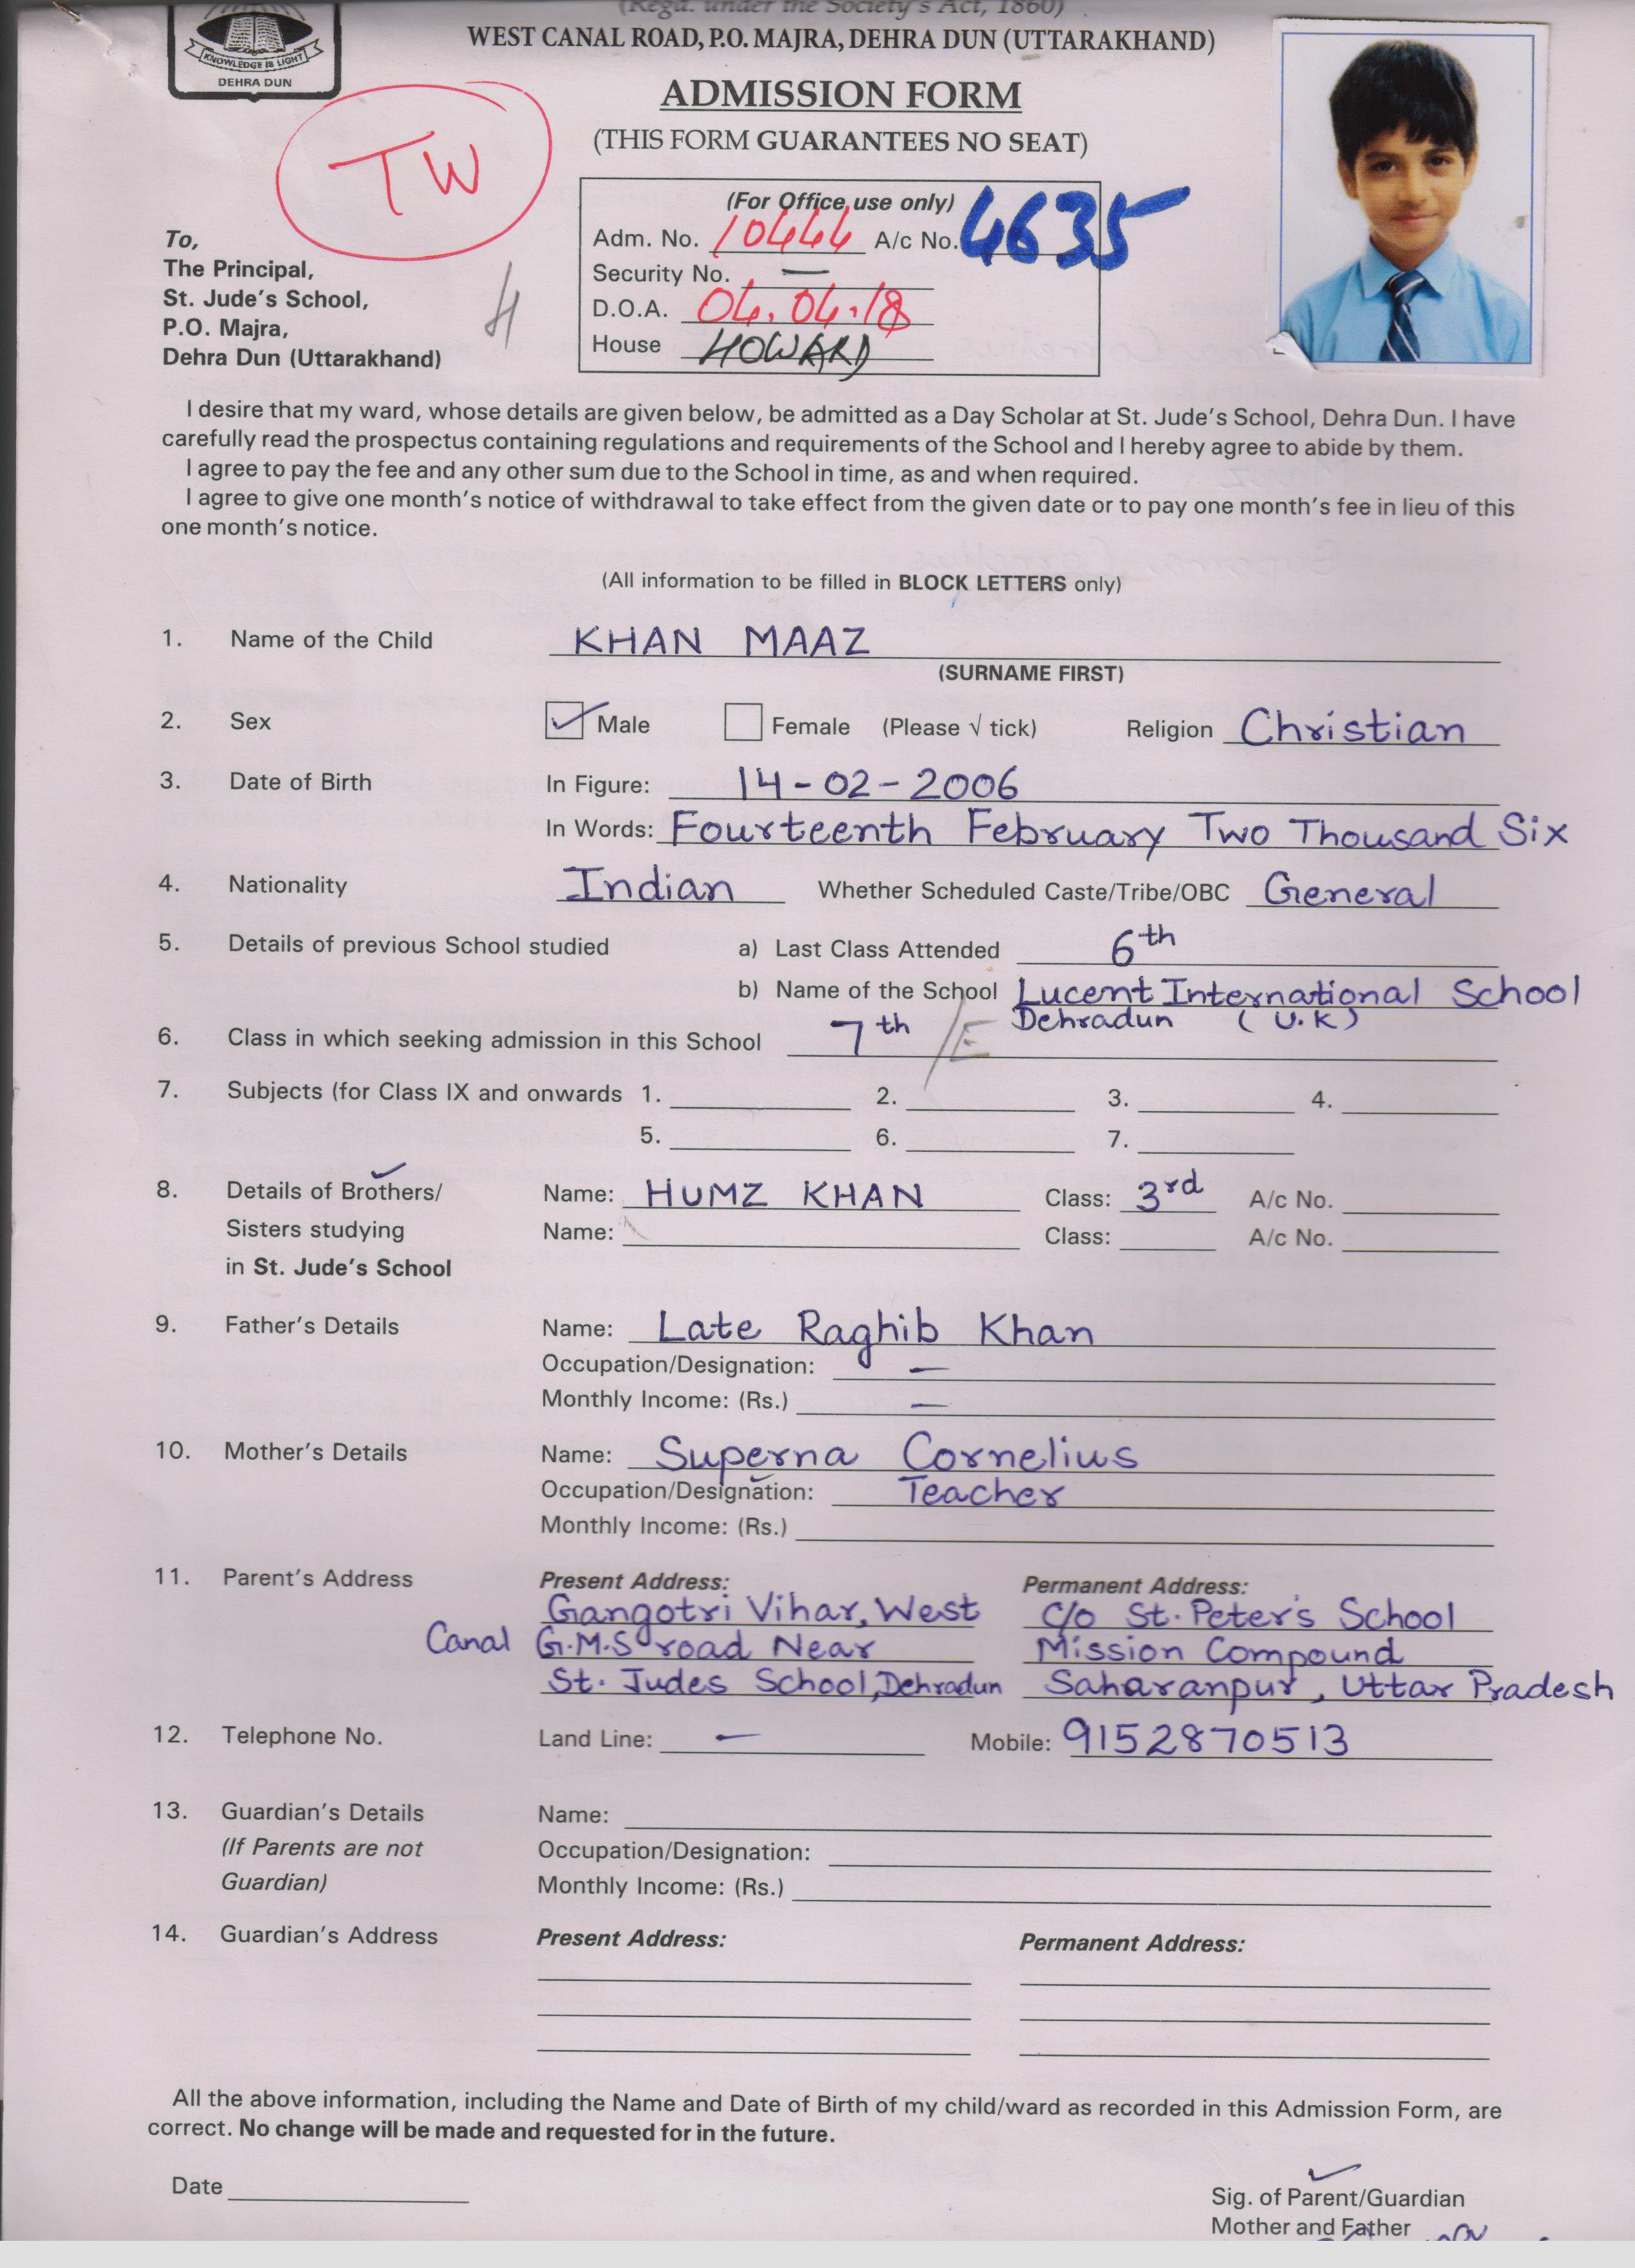 (Regd. under the Society's Act, 1860)
WEST CANAL ROAD, P.O. MAJRA, DEHRA DUN (UTTARAKHAND)
KNOWLEDGE IS LIGHT
DEHRA DUN
ADMISSION FORM
(THIS FORM GUARANTEES NO SEAT)
TW
(For Office use only)
Adm. No. 10444 A/c No. 4635
Security No. —
D.O.A. 04.04.18
House HOWARD
To,
The Principal,
St. Jude's School,
P.O. Majra,
Dehra Dun (Uttarakhand)
H
I desire that my ward, whose details are given below, be admitted as a Day Scholar at St. Jude's School, Dehra Dun. I have
carefully read the prospectus containing regulations and requirements of the School and I hereby agree to abide by them.
I agree to pay the fee and any other sum due to the School in time, as and when required.
I agree to give one month's notice of withdrawal to take effect from the given date or to pay one month's fee in lieu of this
one month's notice.
(All information to be filled in BLOCK LETTERS only)
1. Name of the Child KHAN MAAZ
(SURNAME FIRST)
2. Sex Male Female (Please √ tick) Religion Christian
3. Date of Birth In Figure: 14-02-2006
In Words: Fourteenth February Two Thousand Six
4. Nationality Indian Whether Scheduled Caste/Tribe/OBC General
5. Details of previous School studied a) Last Class Attended 6th
b) Name of the School Lucent International School
Dehradun (U.K)
6. Class in which seeking admission in this School 7th /E
7. Subjects (for Class IX and onwards 1. 2. 3. 4.
5. 6. 7.
8. Details of Brothers/ Name: HUMZ KHAN Class: 3rd A/c No.
Sisters studying Name: Class: A/c No.
in St. Jude's School
9. Father's Details Name: Late Raghib Khan
Occupation/Designation: —
Monthly Income: (Rs.) —
10. Mother's Details Name: Superna Cornelius
Occupation/Designation: Teacher
Monthly Income: (Rs.)
11. Parent's Address Present Address: Permanent Address:
Gangotri Vihar, West C/o St. Peter's School
Canal G.M.S road Near Mission Compound
St. Judes School, Dehradun Saharanpur, Uttar Pradesh
12. Telephone No. Land Line: — Mobile: 9152870513
13. Guardian's Details Name:
(If Parents are not Occupation/Designation:
Guardian) Monthly Income: (Rs.)
14. Guardian's Address Present Address: Permanent Address:
All the above information, including the Name and Date of Birth of my child/ward as recorded in this Admission Form, are
correct. No change will be made and requested for in the future.
Date
Sig. of Parent/Guardian
Mother and Father